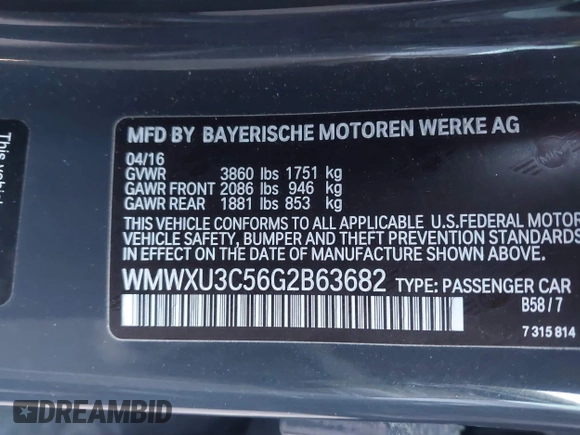 This vehi
MFD BY BAYERISCHE MOTOREN WERKE AG
04/16
GVWR 3860 lbs 1751 kg
GAWR FRONT 2086 lbs 946 kg
GAWR REAR 1881 lbs 853 kg
THIS VEHICLE CONFORMS TO ALL APPLICABLE U.S.FEDERAL MOTOR
VEHICLE SAFETY, BUMPER AND THEFT PREVENTION STANDARDS
IN EFFECT ON THE DATE OF MANUFACTURE SHOWN ABOVE.
WMWXU3C56G2B63682 TYPE: PASSENGER CAR
B58/7
7 315 814
MINI
DREAMBID